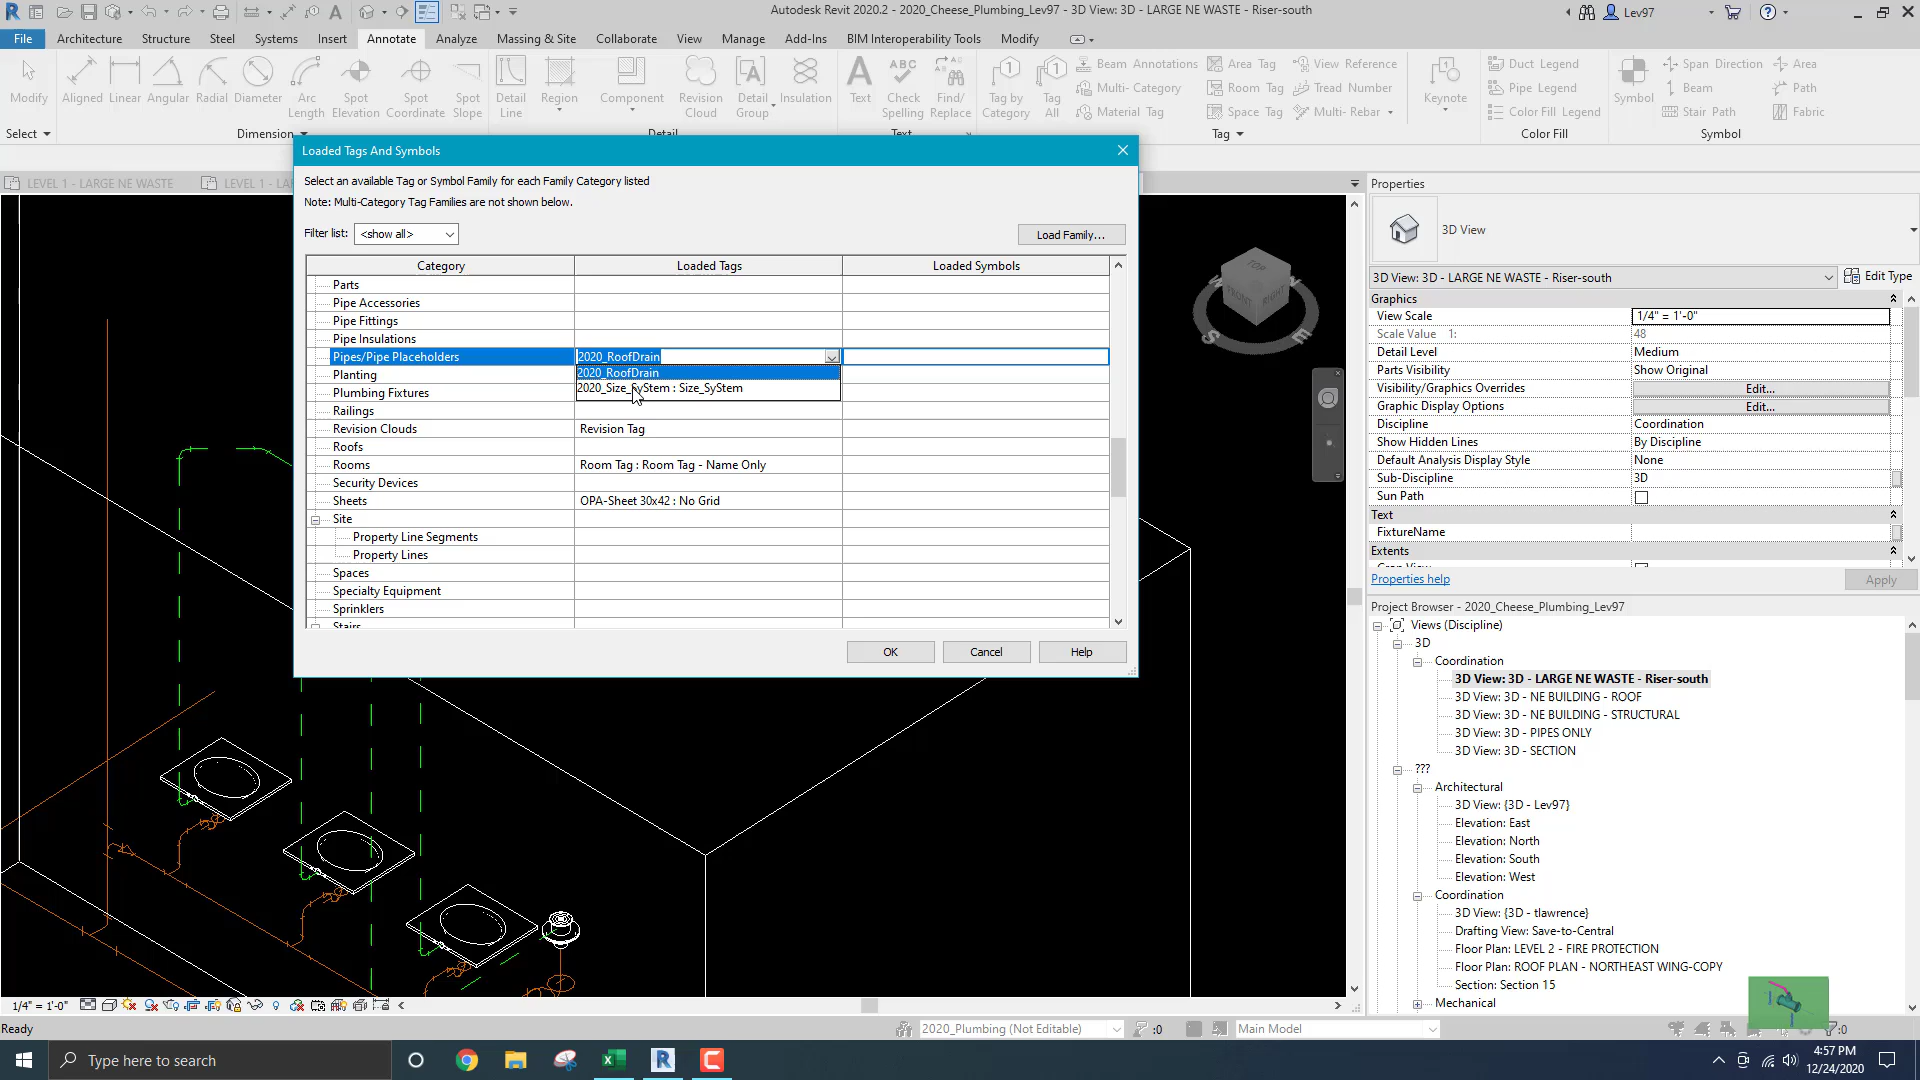 Autodesk Revit 2020.2 - 2020_Cheese_Plumbing_Lev97 - 3D View: 3D - LARGE NE WASTE - Riser-south
Lev97
File Architecture Structure Steel Systems Insert Annotate Analyze Massing & Site Collaborate View Manage Add-Ins BIM Interoperability Tools Modify
Modify Aligned Linear Angular Radial Diameter Arc Length Spot Elevation Spot Coordinate Spot Slope Detail Line Region Component Revision Cloud Detail Group Insulation Text Check Spelling Find/ Replace Tag by Category Tag All
Beam Annotations Area Tag View Reference
Multi- Category Room Tag Tread Number
Material Tag Space Tag Multi- Rebar
Keynote
Duct Legend
Pipe Legend
Color Fill Legend
Symbol
Span Direction Area
Beam Path
Stair Path Fabric
Select Dimension Detail Text Tag Color Fill Symbol
LEVEL 1 - LARGE NE WASTE LEVEL 1 - LA
Loaded Tags And Symbols
Select an available Tag or Symbol Family for each Family Category listed
Note: Multi-Category Tag Families are not shown below.
Filter list: <show all> Load Family...
Category Loaded Tags Loaded Symbols
Parts
Pipe Accessories
Pipe Fittings
Pipe Insulations
Pipes/Pipe Placeholders 2020_RoofDrain
2020_RoofDrain
2020_Size_SyStem : Size_SyStem
Planting
Plumbing Fixtures
Railings
Revision Clouds Revision Tag
Roofs
Rooms Room Tag : Room Tag - Name Only
Security Devices
Sheets OPA-Sheet 30x42 : No Grid
Site
Property Line Segments
Property Lines
Spaces
Specialty Equipment
Sprinklers
Stairs
OK Cancel Help
TOP
FRONT RIGHT
W N S E
Properties
3D View
3D View: 3D - LARGE NE WASTE - Riser-south Edit Type
Graphics
View Scale 1/4" = 1'-0"
Scale Value 1: 48
Detail Level Medium
Parts Visibility Show Original
Visibility/Graphics Overrides Edit...
Graphic Display Options Edit...
Discipline Coordination
Show Hidden Lines By Discipline
Default Analysis Display Style None
Sub-Discipline 3D
Sun Path
Text
FixtureName
Extents
Properties help Apply
Project Browser - 2020_Cheese_Plumbing_Lev97
Views (Discipline)
3D
Coordination
3D View: 3D - LARGE NE WASTE - Riser-south
3D View: 3D - NE BUILDING - ROOF
3D View: 3D - NE BUILDING - STRUCTURAL
3D View: 3D - PIPES ONLY
3D View: 3D - SECTION
???
Architectural
3D View: {3D - Lev97}
Elevation: East
Elevation: North
Elevation: South
Elevation: West
Coordination
3D View: {3D - tlawrence}
Drafting View: Save-to-Central
Floor Plan: LEVEL 2 - FIRE PROTECTION
Floor Plan: ROOF PLAN - NORTHEAST WING-COPY
Section: Section 15
Mechanical
1/4" = 1'-0"
Ready 2020_Plumbing (Not Editable) :0 Main Model :0
Type here to search
4:57 PM
12/24/2020